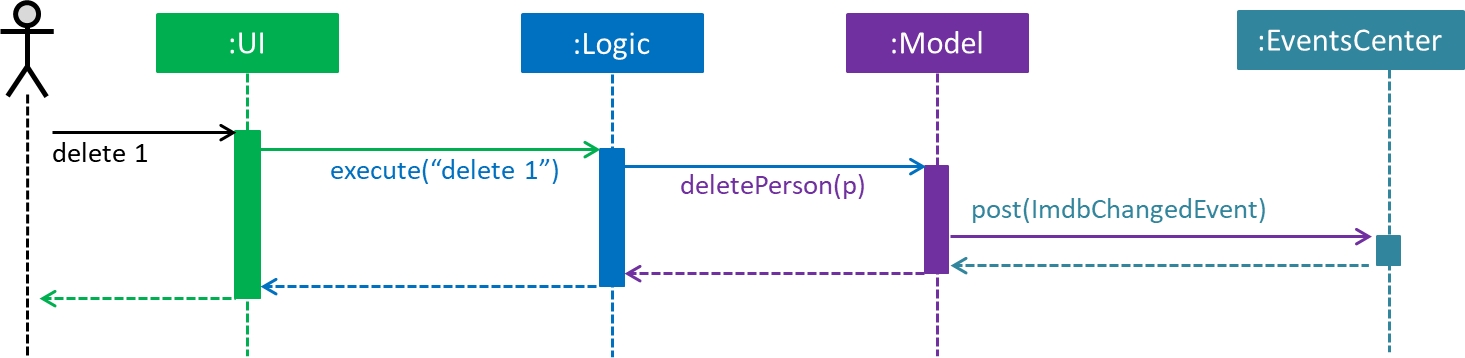 :UI
:Logic
:Model
:EventsCenter
delete 1
execute(“delete 1”)
deletePerson(p)
post(ImdbChangedEvent)